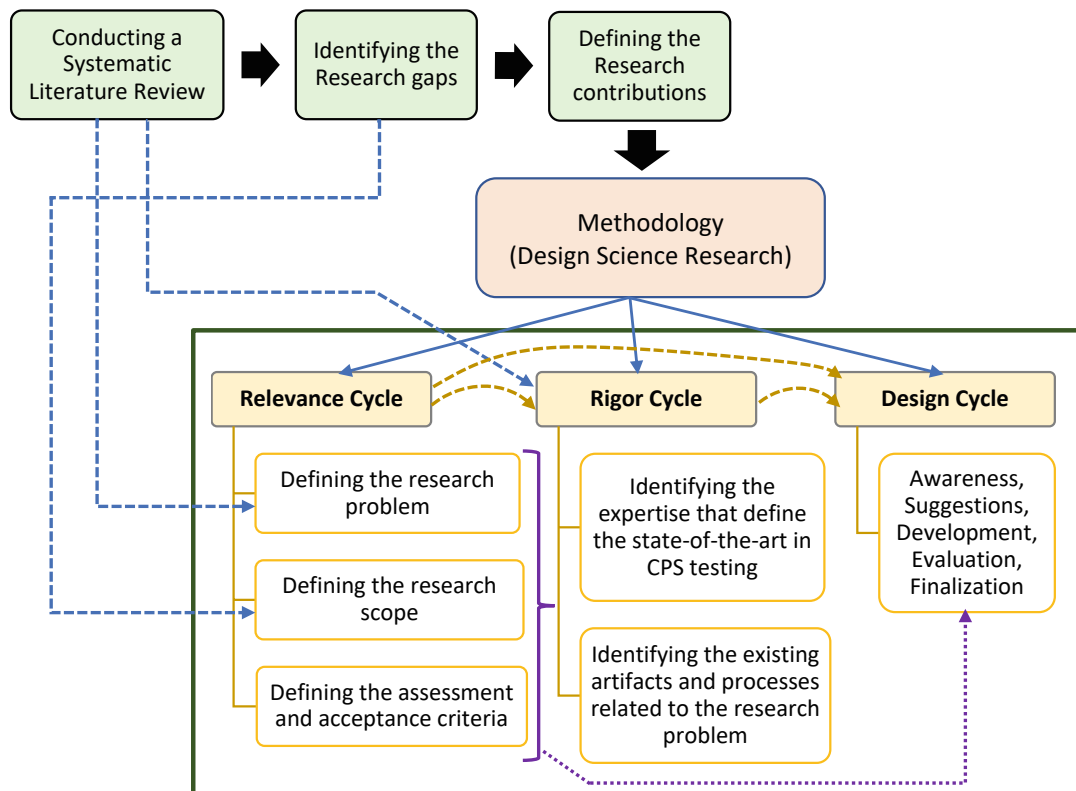 Conducting a
Systematic
Literature Review
Identifying the
Research gaps
Defining the
Research
contributions
Methodology
(Design Science Research)
Relevance Cycle
Rigor Cycle
Design Cycle
Defining the research
problem
Defining the research
scope
Defining the assessment
and acceptance criteria
Identifying the
expertise that define
the state-of-the-art in
CPS testing
Identifying the existing
artifacts and processes
related to the research
problem
Awareness,
Suggestions,
Development,
Evaluation,
Finalization